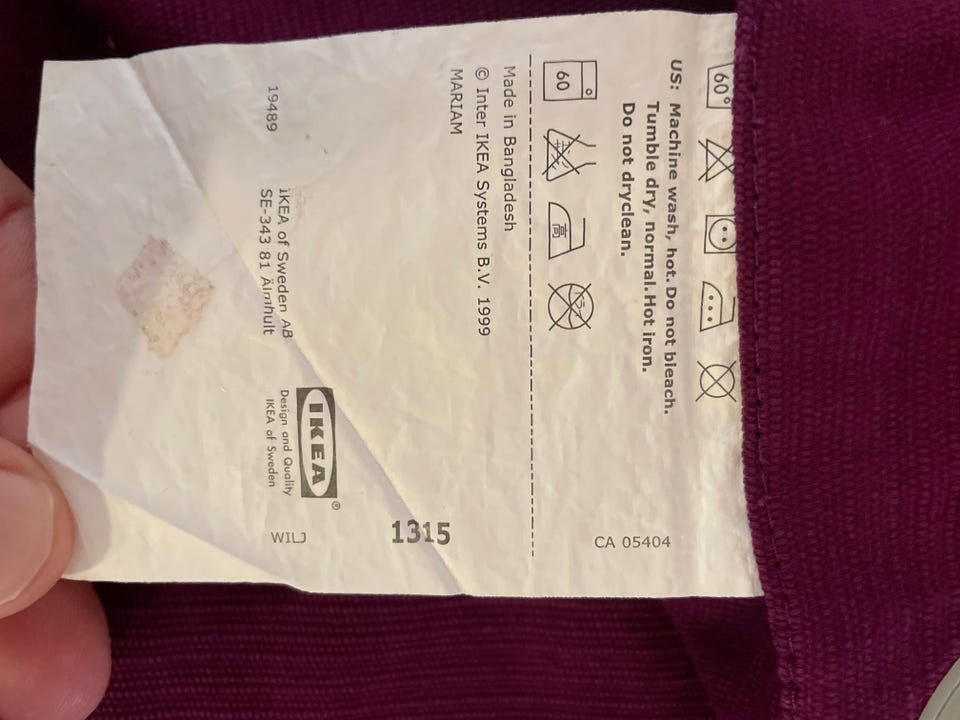 60°
US: Machine wash, hot. Do not bleach.
Tumble dry, normal. Hot iron.
Do not dryclean.
CA 05404
60
高
Made in Bangladesh
© Inter IKEA Systems B.V. 1999
MARIAM
1315
IKEA®
Design and Quality
IKEA of Sweden
19489
IKEA of Sweden AB
SE-343 81 Älmhult
WILJ